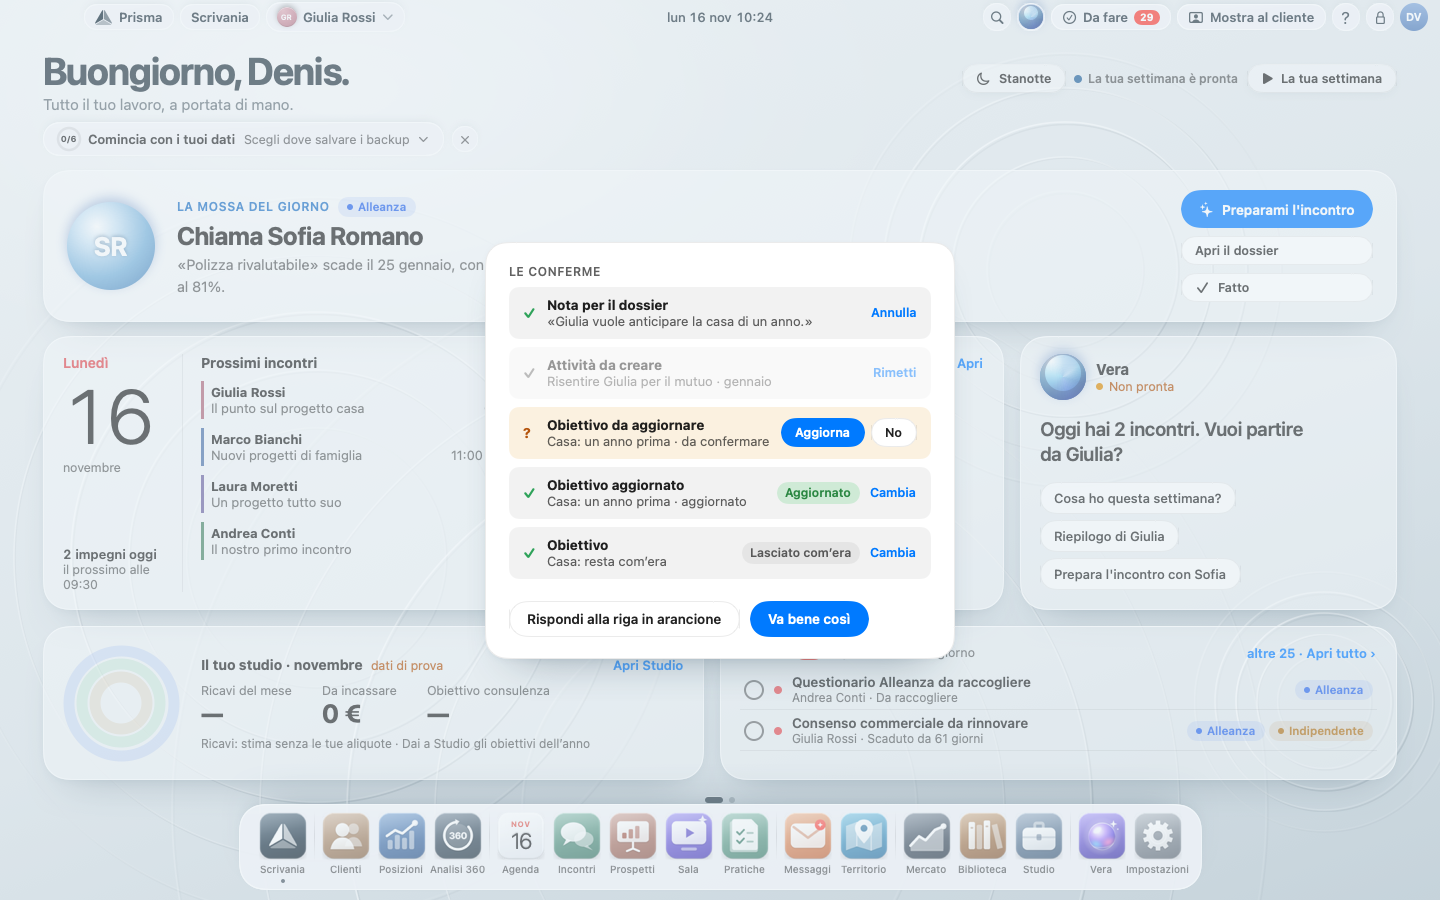 Prisma
Scrivania
GR
Giulia Rossi
lun 16 nov 10:24
Da fare 29
Mostra al cliente
?
DV
Buongiorno, Denis.
Tutto il tuo lavoro, a portata di mano.
Stanotte
La tua settimana è pronta
La tua settimana
0/6 Comincia con i tuoi dati Scegli dove salvare i backup
SR
LA MOSSA DEL GIORNO
Alleanza
Chiama Sofia Romano
«Polizza rivalutabile» scade il 25 gennaio, con
al 81%.
Preparami l'incontro
Apri il dossier
Fatto
LE CONFERME
Nota per il dossier
«Giulia vuole anticipare la casa di un anno.»
Annulla
Attività da creare
Risentire Giulia per il mutuo · gennaio
Rimetti
? Obiettivo da aggiornare
Casa: un anno prima · da confermare
Aggiorna
No
Obiettivo aggiornato
Casa: un anno prima · aggiornato
Aggiornato
Cambia
Obiettivo
Casa: resta com'era
Lasciato com'era
Cambia
Rispondi alla riga in arancione
Va bene così
Lunedì
16
novembre
2 impegni oggi
il prossimo alle
09:30
Prossimi incontri
Apri
Giulia Rossi
Il punto sul progetto casa
Marco Bianchi
Nuovi progetti di famiglia
11:00
Laura Moretti
Un progetto tutto suo
Andrea Conti
Il nostro primo incontro
Vera
Non pronta
Oggi hai 2 incontri. Vuoi partire
da Giulia?
Cosa ho questa settimana?
Riepilogo di Giulia
Prepara l'incontro con Sofia
Il tuo studio · novembre dati di prova
Apri Studio
Ricavi del mese
—
Da incassare
0 €
Obiettivo consulenza
—
Ricavi: stima senza le tue aliquote · Dai a Studio gli obiettivi dell'anno
giorno
altre 25 · Apri tutto ›
Questionario Alleanza da raccogliere
Andrea Conti · Da raccogliere
Alleanza
Consenso commerciale da rinnovare
Giulia Rossi · Scaduto da 61 giorni
Alleanza
Indipendente
360
NOV
16
Scrivania
Clienti
Posizioni
Analisi 360
Agenda
Incontri
Prospetti
Sala
Pratiche
Messaggi
Territorio
Mercato
Biblioteca
Studio
Vera
Impostazioni